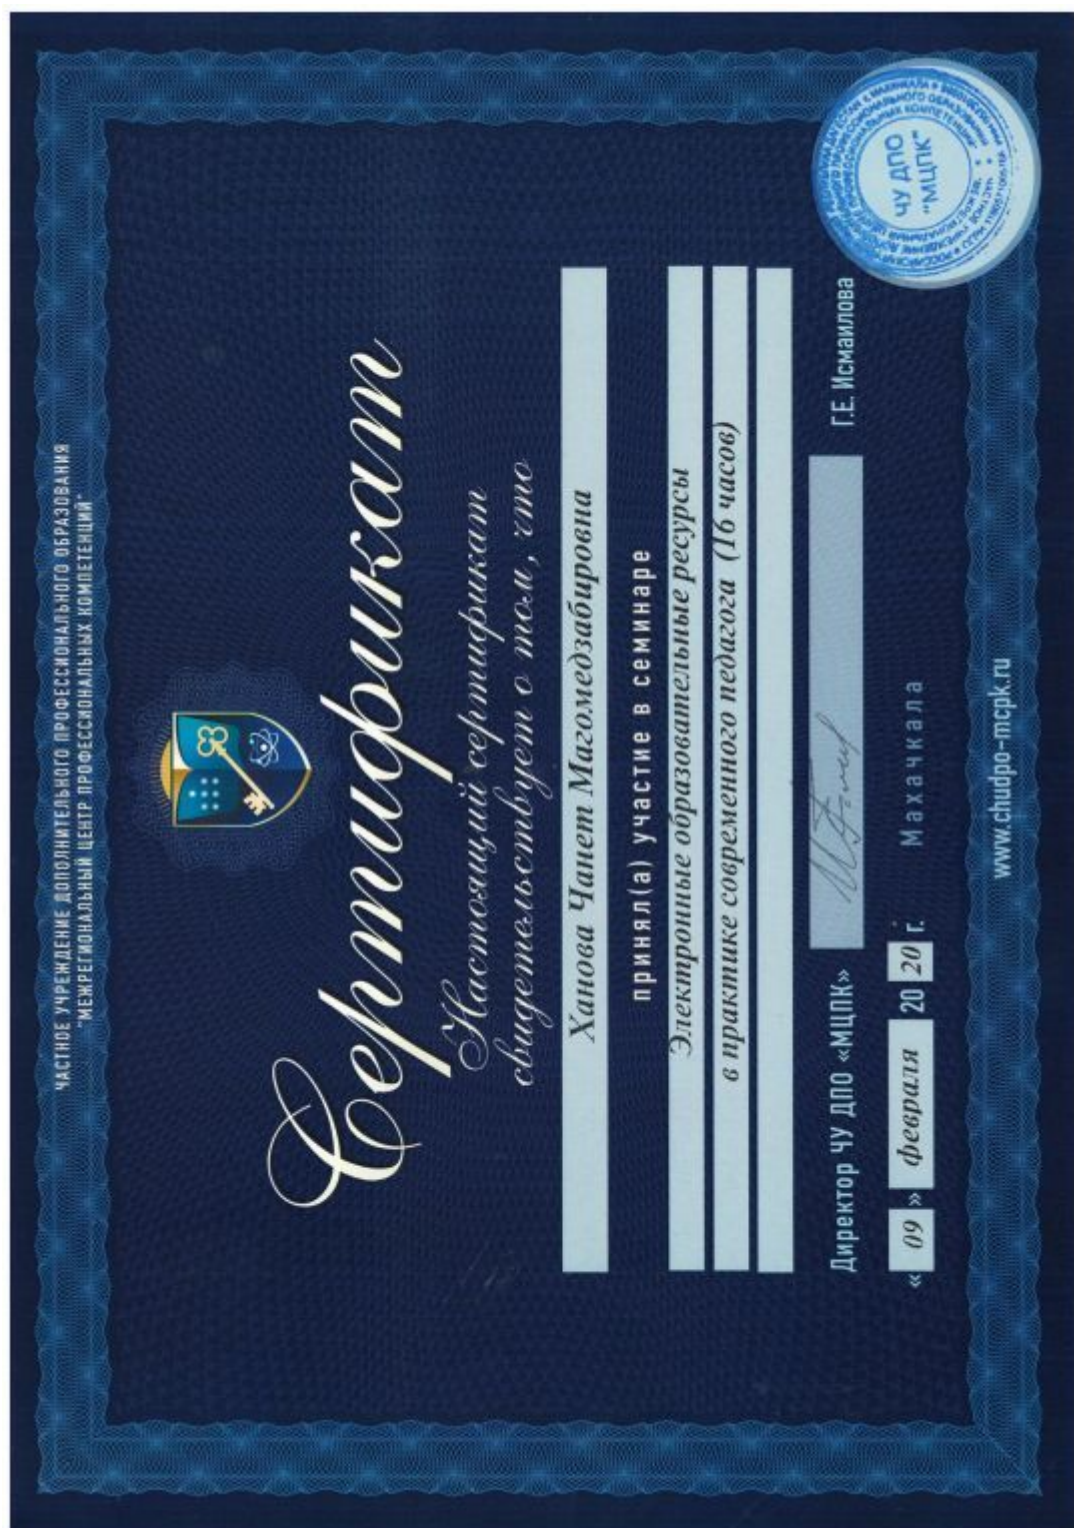 ЧАСТНОЕ УЧРЕЖДЕНИЕ ДОПОЛНИТЕЛЬНОГО ПРОФЕССИОНАЛЬНОГО ОБРАЗОВАНИЯ
"МЕЖРЕГИОНАЛЬНЫЙ ЦЕНТР ПРОФЕССИОНАЛЬНЫХ КОМПЕТЕНЦИЙ"
Сертификат
Настоящий сертификат
свидетельствует о том, что
Ханова Чанет Магомедзабировна
принял(а) участие в семинаре
Электронные образовательные ресурсы
в практике современного педагога (16 часов)
Директор ЧУ ДПО «МЦПК» Г.Е. Исмаилова
« 09 » февраля 20 20 г. Махачкала
www.chudpo-mcpk.ru
ЧУ ДПО
"МЦПК"